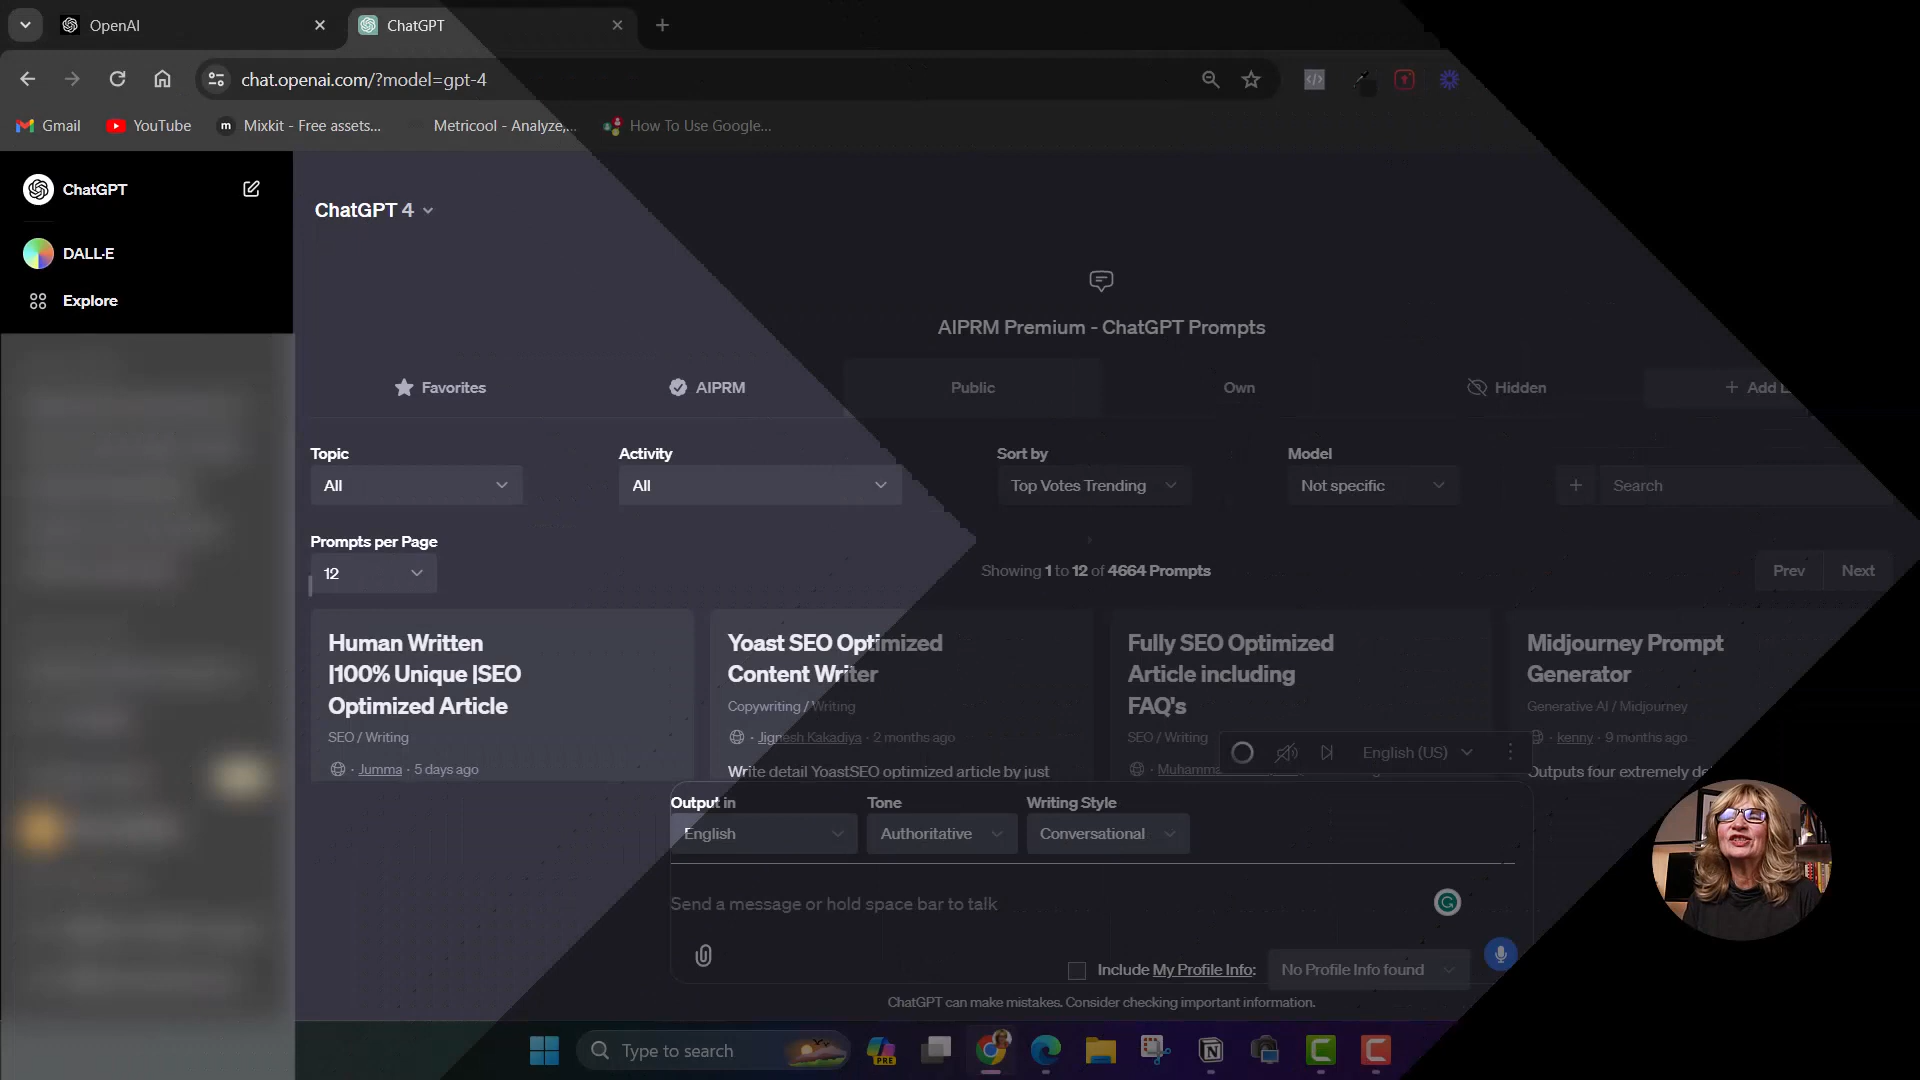 OpenAI
ChatGPT
chat.openai.com/?model=gpt-4
Gmail
YouTube
Mixkit - Free assets...
Metricool - Analyze,...
How To Use Google...
ChatGPT
DALL·E
Explore
ChatGPT 4
AIPRM Premium - ChatGPT Prompts
Favorites
AIPRM
Public
Own
Hidden
+ Add L
Topic
Activity
Sort by
Model
All
All
Top Votes Trending
Not specific
+
Search
Prompts per Page
12
Showing 1 to 12 of 4664 Prompts
Prev
Next
Human Written
|100% Unique |SEO
Optimized Article
SEO / Writing
· Jumma · 5 days ago
Yoast SEO Optimized
Content Writer
Copywriting / Writing
· Jignesh Kakadiya · 2 months ago
Write detail YoastSEO optimized article by just
Fully SEO Optimized
Article including
FAQ's
SEO / Writing
· Muhamma
Midjourney Prompt
Generator
Generative AI / Midjourney
· kenny · 9 months ago
Outputs four extremely de
English (US)
Output in
Tone
Writing Style
English
Authoritative
Conversational
Send a message or hold space bar to talk
Include My Profile Info:
No Profile Info found
ChatGPT can make mistakes. Consider checking important information.
Type to search
PRE